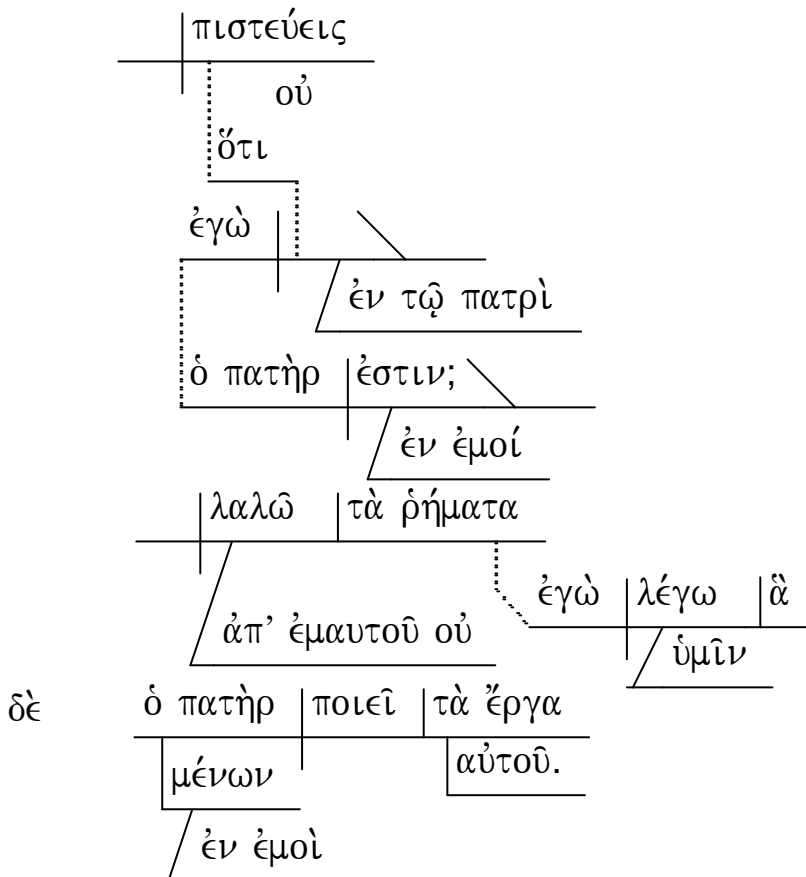 πιστεύεις
οὐ
ὅτι
ἐγὼ
ἐν τῷ πατρὶ
ὁ πατὴρ ἐστιν;
ἐν ἐμοί
λαλῶ τὰ ῥήματα
ἐγὼ λέγω ἃ
ἀπ’ ἐμαυτοῦ οὐ
ὑμῖν
δὲ ὁ πατὴρ ποιεῖ τὰ ἔργα
μένων αὐτοῦ.
ἐν ἐμοὶ